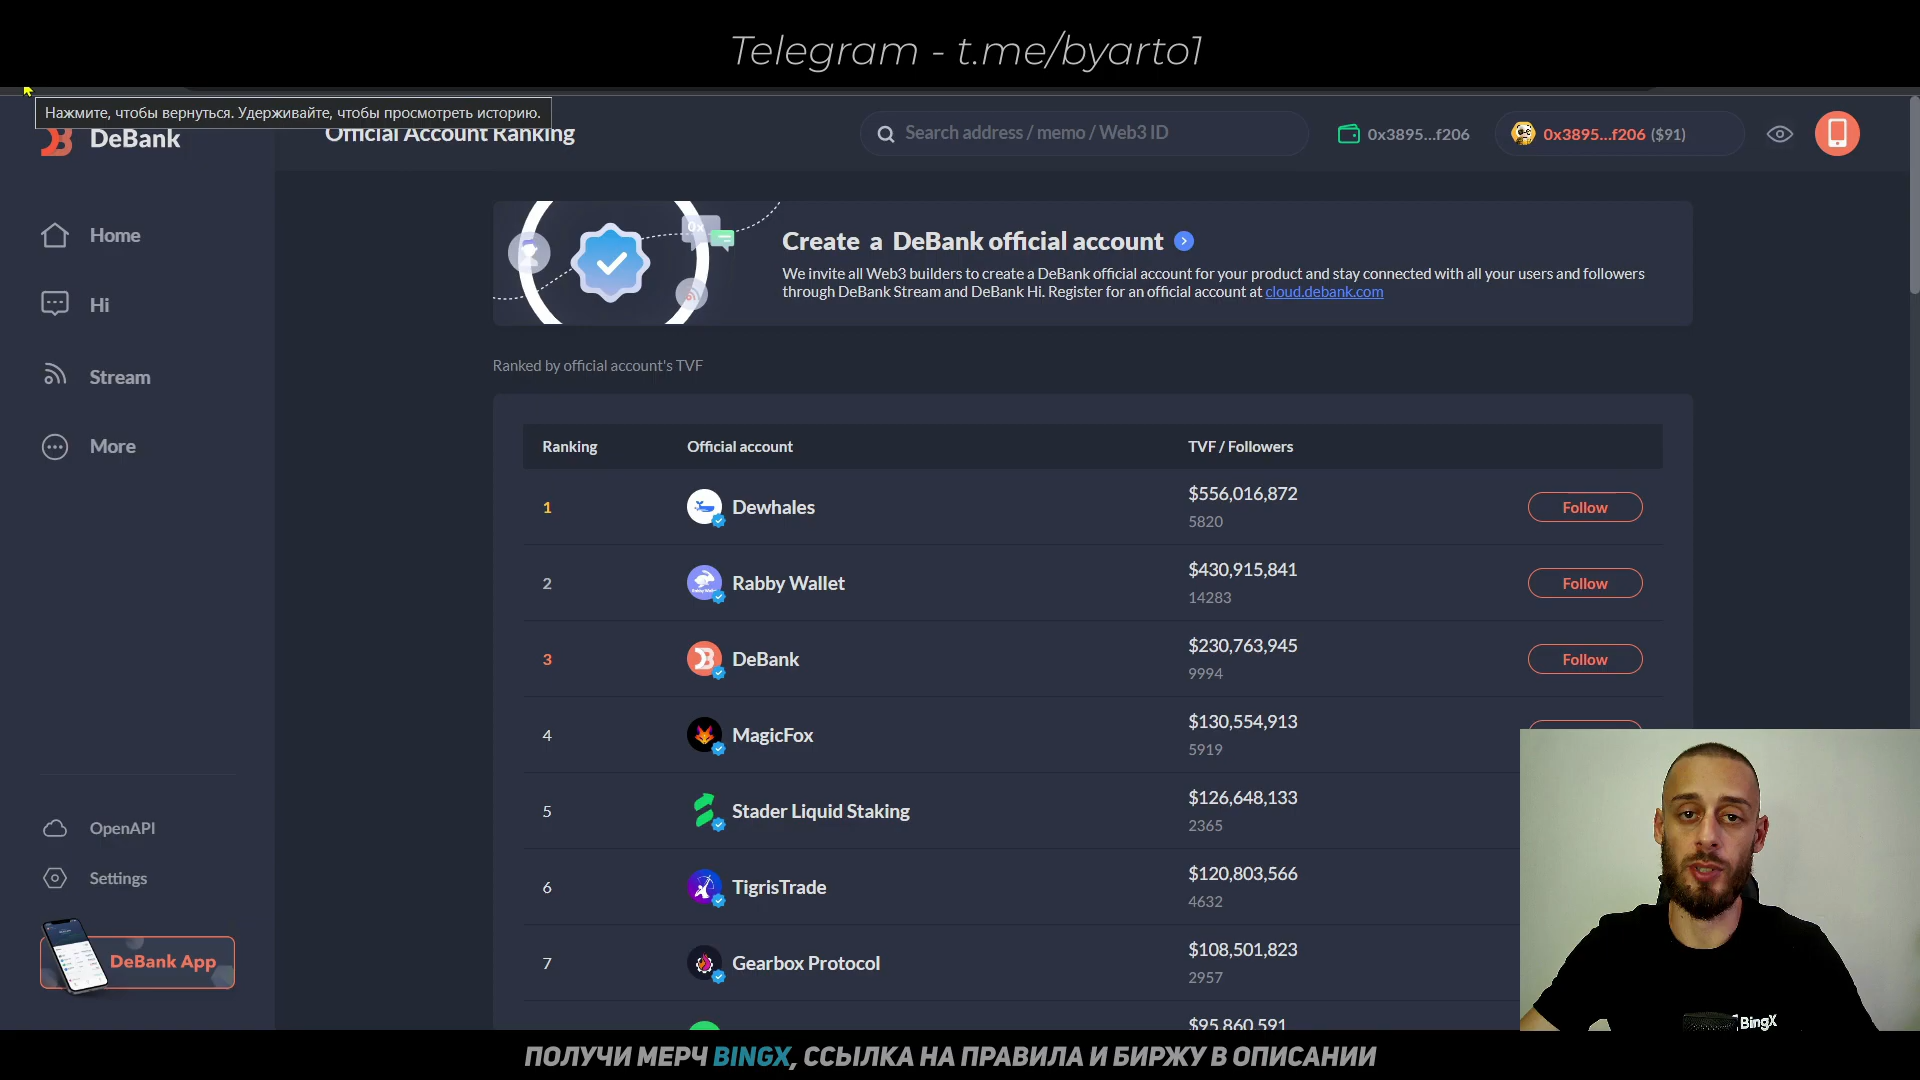 Telegram - t.me/byarto1
Нажмите, чтобы вернуться. Удерживайте, чтобы просмотреть историю.
DeBank
Official Account Ranking
Search address / memo / Web3 ID
0x3895...f206
0x3895...f206 ($91)
Home
Hi
Stream
More
OpenAPI
Settings
DeBank App
0x
Create a DeBank official account
We invite all Web3 builders to create a DeBank official account for your product and stay connected with all your users and followers
through DeBank Stream and DeBank Hi. Register for an official account at cloud.debank.com
Ranked by official account's TVF
Ranking Official account TVF / Followers
1 Dewhales $556,016,872 Follow
5820
2 Rabby Wallet $430,915,841 Follow
14283
3 DeBank $230,763,945 Follow
9994
4 MagicFox $130,554,913
5919
5 Stader Liquid Staking $126,648,133
2365
6 TigrisTrade $120,803,566
4632
7 Gearbox Protocol $108,501,823
2957
$95,860,591
BingX
ПОЛУЧИ МЕРЧ BINGX, ССЫЛКА НА ПРАВИЛА И БИРЖУ В ОПИСАНИИ